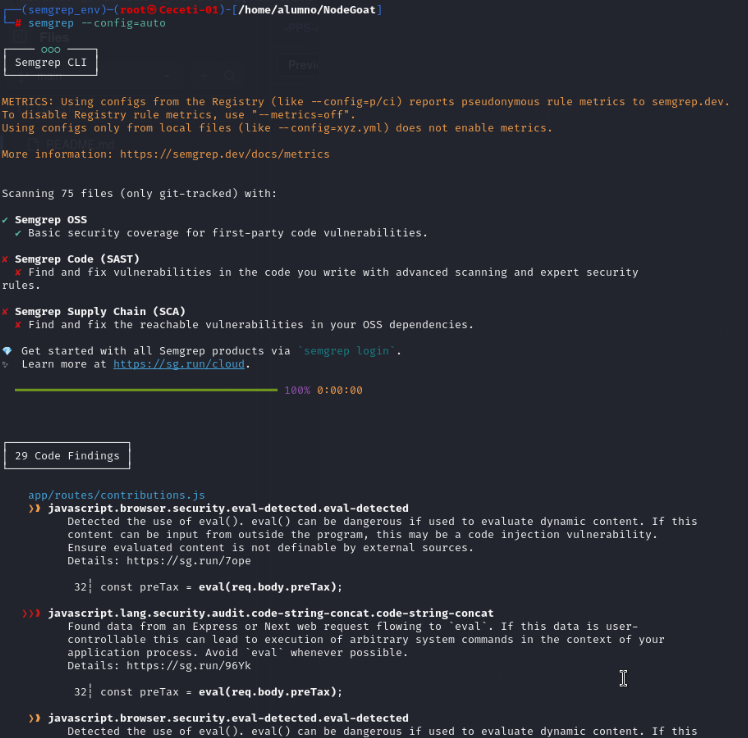 (semgrep_env)-(root㉿Ceceti-01)-[/home/alumno/NodeGoat]
# semgrep --config=auto
ooo
Semgrep CLI
METRICS: Using configs from the Registry (like --config=p/ci) reports pseudonymous rule metrics to semgrep.dev.
To disable Registry rule metrics, use "--metrics=off".
Using configs only from local files (like --config=xyz.yml) does not enable metrics.
More information: https://semgrep.dev/docs/metrics
Scanning 75 files (only git-tracked) with:
✔ Semgrep OSS
✔ Basic security coverage for first-party code vulnerabilities.
✘ Semgrep Code (SAST)
✘ Find and fix vulnerabilities in the code you write with advanced scanning and expert security
rules.
✘ Semgrep Supply Chain (SCA)
✘ Find and fix the reachable vulnerabilities in your OSS dependencies.
💎 Get started with all Semgrep products via `semgrep login`.
✨ Learn more at https://sg.run/cloud.
100% 0:00:00
29 Code Findings
app/routes/contributions.js
❯❱ javascript.browser.security.eval-detected.eval-detected
Detected the use of eval(). eval() can be dangerous if used to evaluate dynamic content. If this
content can be input from outside the program, this may be a code injection vulnerability.
Ensure evaluated content is not definable by external sources.
Details: https://sg.run/7ope
32┆ const preTax = eval(req.body.preTax);
❯❯❱ javascript.lang.security.audit.code-string-concat.code-string-concat
Found data from an Express or Next web request flowing to `eval`. If this data is user-
controllable this can lead to execution of arbitrary system commands in the context of your
application process. Avoid `eval` whenever possible.
Details: https://sg.run/96Yk
32┆ const preTax = eval(req.body.preTax);
❯❱ javascript.browser.security.eval-detected.eval-detected
Detected the use of eval(). eval() can be dangerous if used to evaluate dynamic content. If this